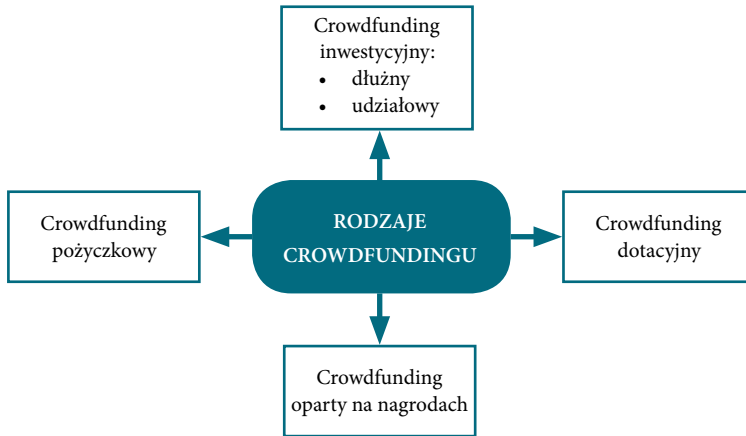 Crowdfunding
inwestycyjny:
• dłużny
• udziałowy
Crowdfunding
pożyczkowy
RODZAJE
CROWDFUNDINGU
Crowdfunding
dotacyjny
Crowdfunding
oparty na nagrodach